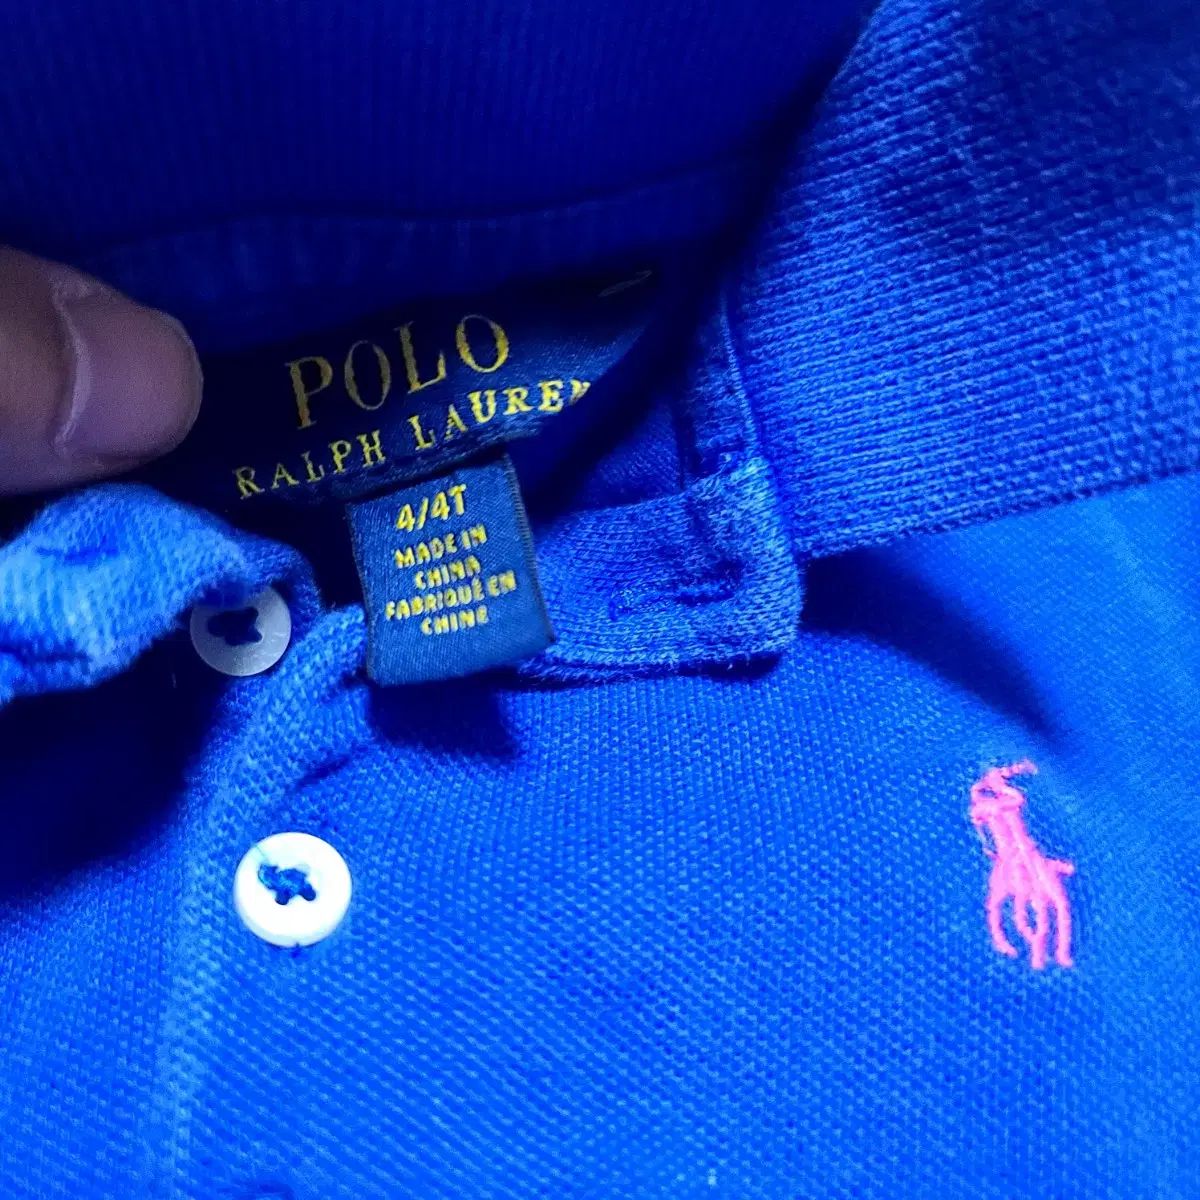 POLO
RALPH LAUREN
4/4T
MADE IN
CHINA
FABRIQUÉ EN
CHINE